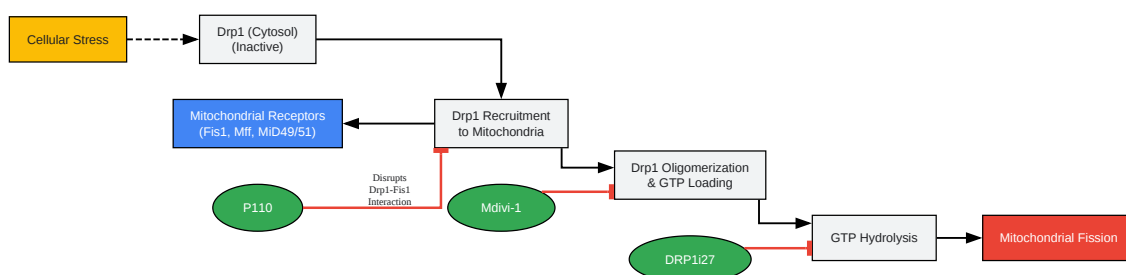 Cellular Stress
Drp1 (Cytosol)
(Inactive)
Mitochondrial Receptors
(Fis1, Mff, MiD49/51)
Drp1 Recruitment
to Mitochondria
Disrupts
Drp1-Fis1
Interaction
P110
Mdivi-1
Drp1 Oligomerization
& GTP Loading
DRP1i27
GTP Hydrolysis
Mitochondrial Fission